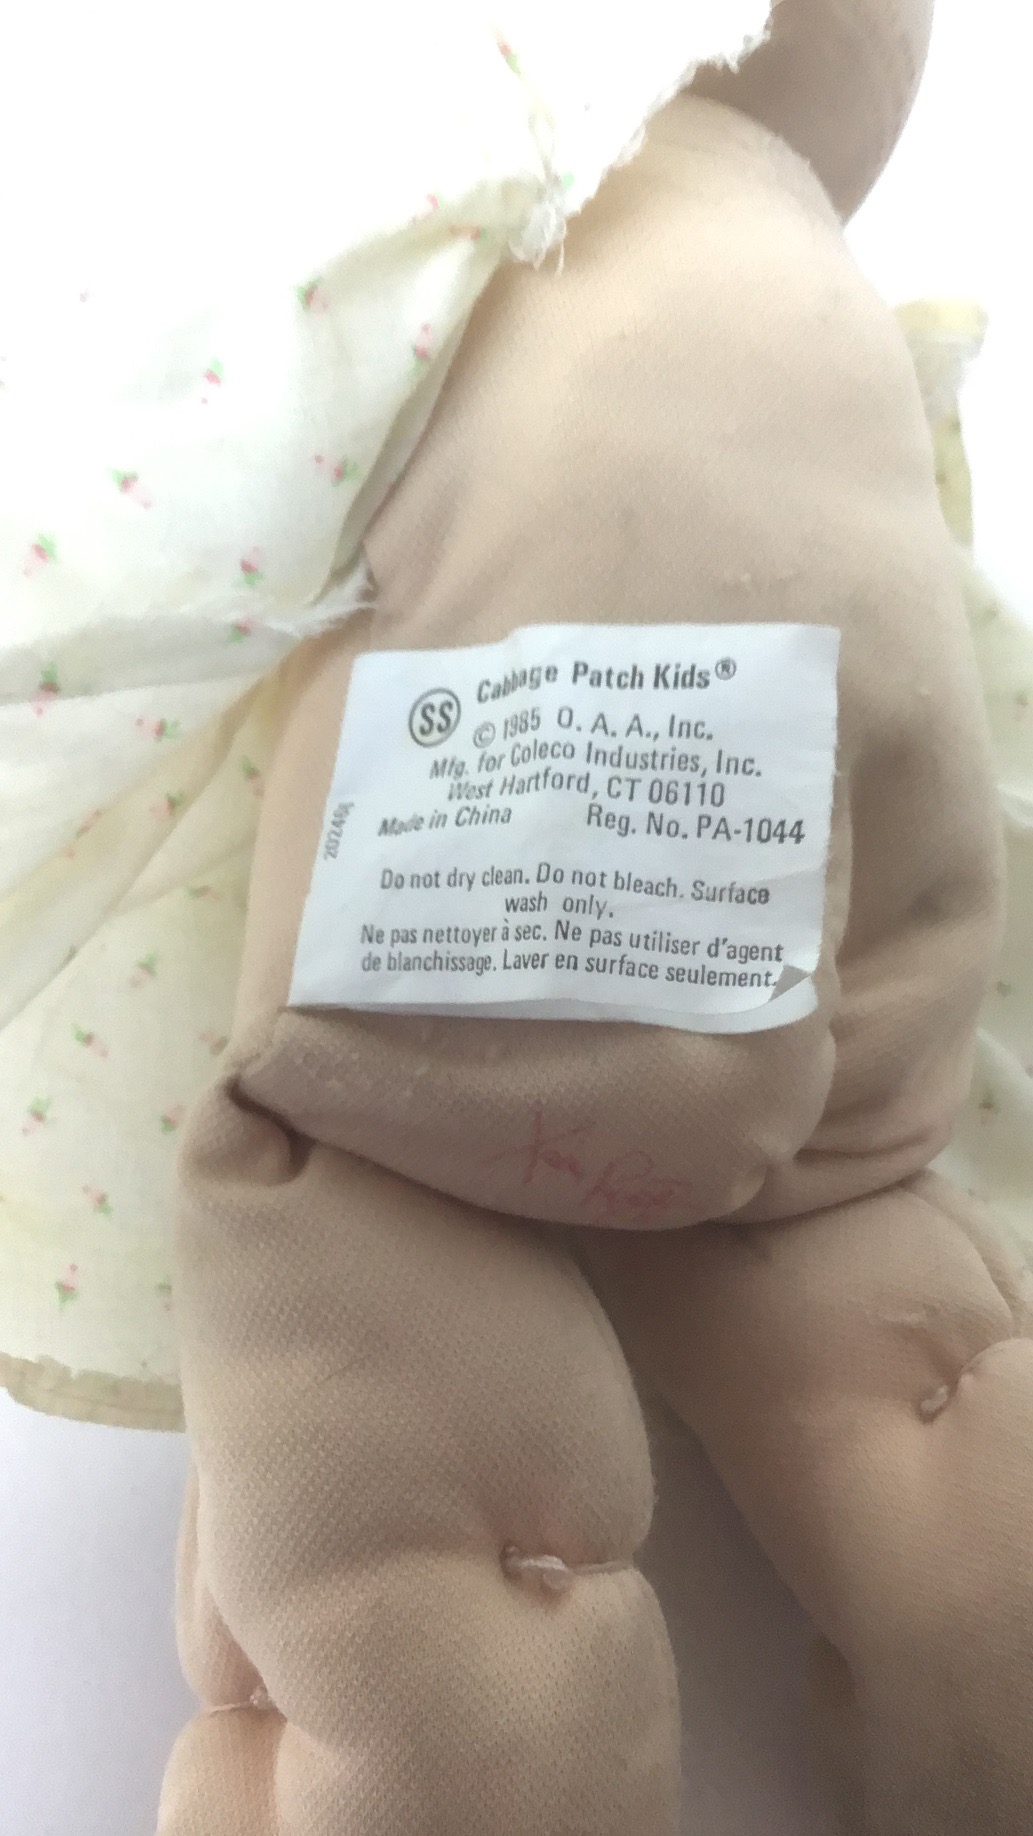 Cabbage Patch Kids®
SS
© 1985 O. A. A., Inc.
Mfg. for Coleco Industries, Inc.
West Hartford, CT 06110
Made in China Reg. No. PA-1044
Do not dry clean. Do not bleach. Surface
wash only.
Ne pas nettoyer à sec. Ne pas utiliser d'agent
de blanchissage. Laver en surface seulement.